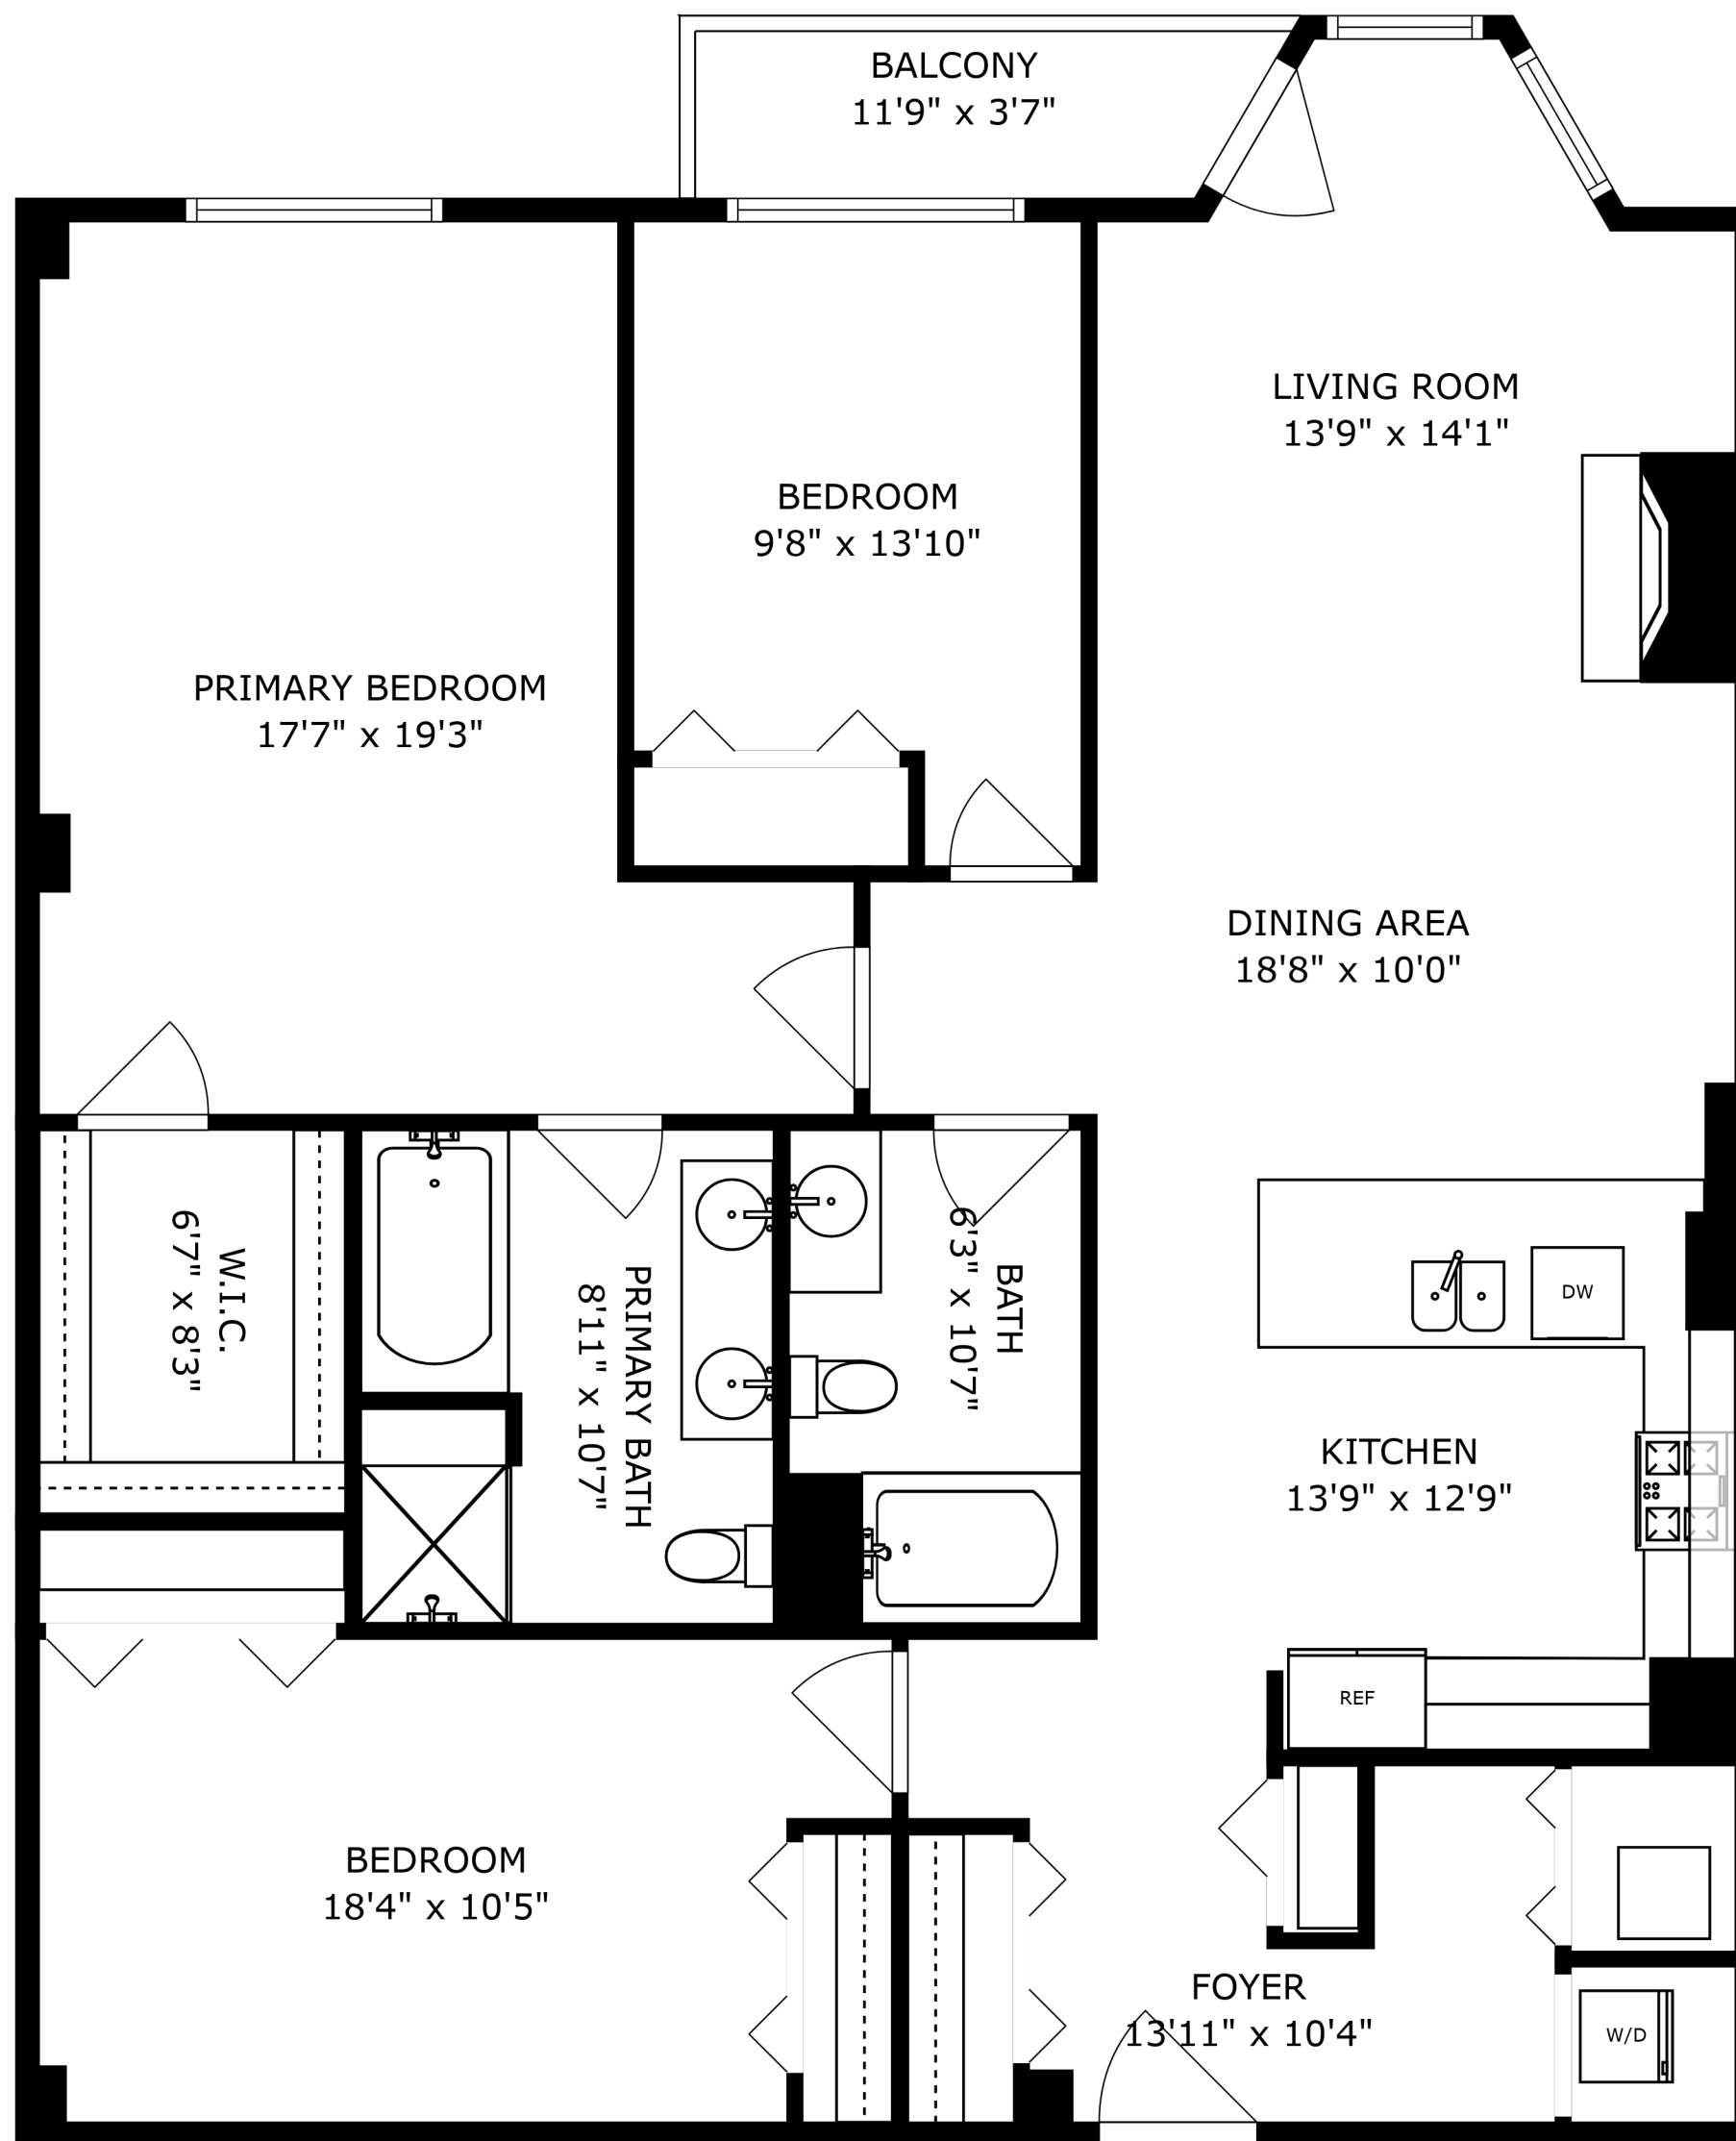 BALCONY
11'9" x 3'7"
LIVING ROOM
13'9" x 14'1"
BEDROOM
9'8" x 13'10"
PRIMARY BEDROOM
17'7" x 19'3"
DINING AREA
18'8" x 10'0"
W.I.C.
6'7" x 8'3"
PRIMARY BATH
8'11" x 10'7"
BATH
6'3" x 10'7"
DW
KITCHEN
13'9" x 12'9"
REF
BEDROOM
18'4" x 10'5"
FOYER
13'11" x 10'4"
W/D